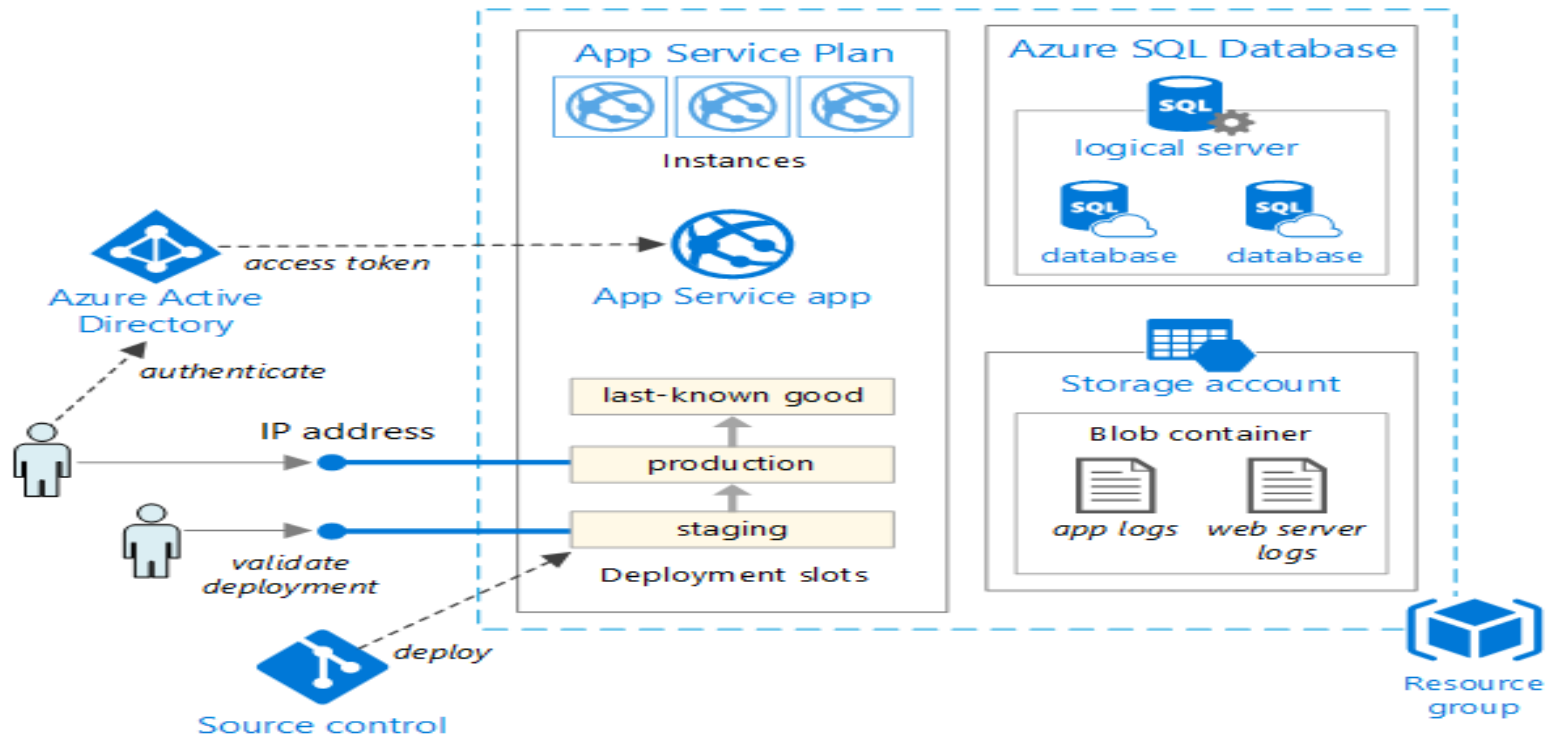 App Service Plan
Instances
App Service app
last-known good
production
staging
Deployment slots
Azure SQL Database
SQL
logical server
SQL
SQL
database
database
Storage account
Blob container
app logs
web server
logs
Resource
group
access token
Azure Active
Directory
authenticate
IP address
validate
deployment
deploy
Source control